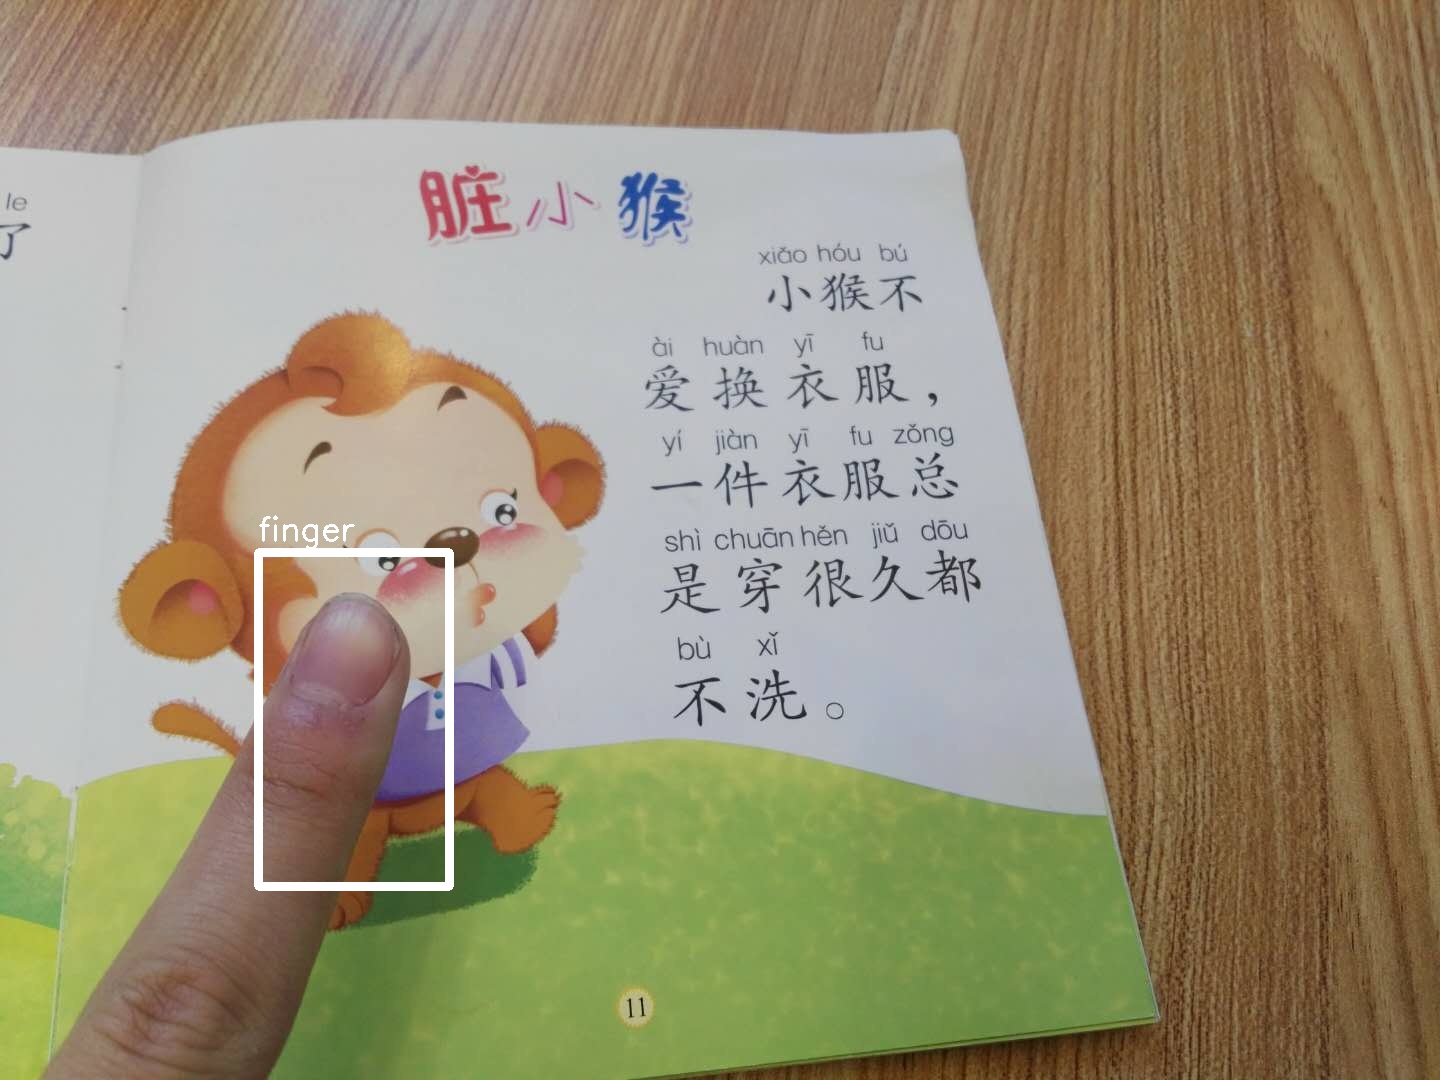 le
了
脏小猴
xiǎo hóu bú
小猴不
ài huàn yī fu
爱换衣服，
yí jiàn yī fu zǒng
一件衣服总
shì chuān hěn jiǔ dōu
是穿很久都
bù xǐ
不洗。
finger
11